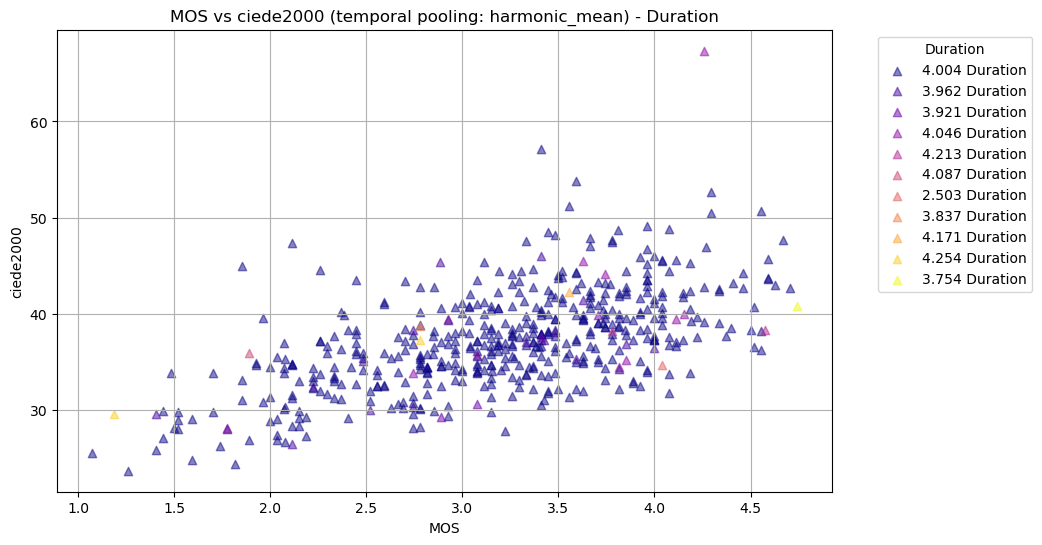 MOS vs ciede2000 (temporal pooling: harmonic_mean) - Duration
ciede2000
60
50
40
30
1.0 1.5 2.0 2.5 3.0 3.5 4.0 4.5
MOS
Duration
4.004 Duration
3.962 Duration
3.921 Duration
4.046 Duration
4.213 Duration
4.087 Duration
2.503 Duration
3.837 Duration
4.171 Duration
4.254 Duration
3.754 Duration